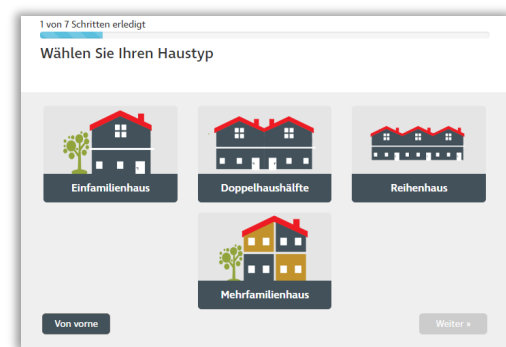 1 von 7 Schritten erledigt
Wählen Sie Ihren Haustyp
Einfamilienhaus
Doppelhaushälfte
Reihenhaus
Mehrfamilienhaus
Von vorne
Weiter »